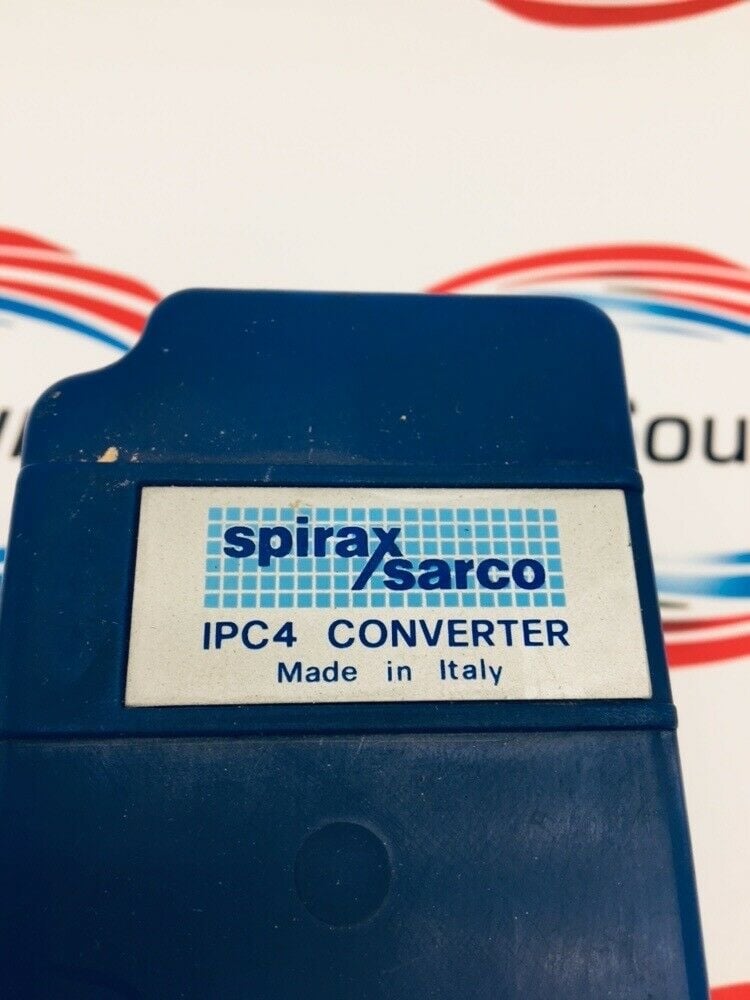 spirax
sarco
IPC4 CONVERTER
Made in Italy